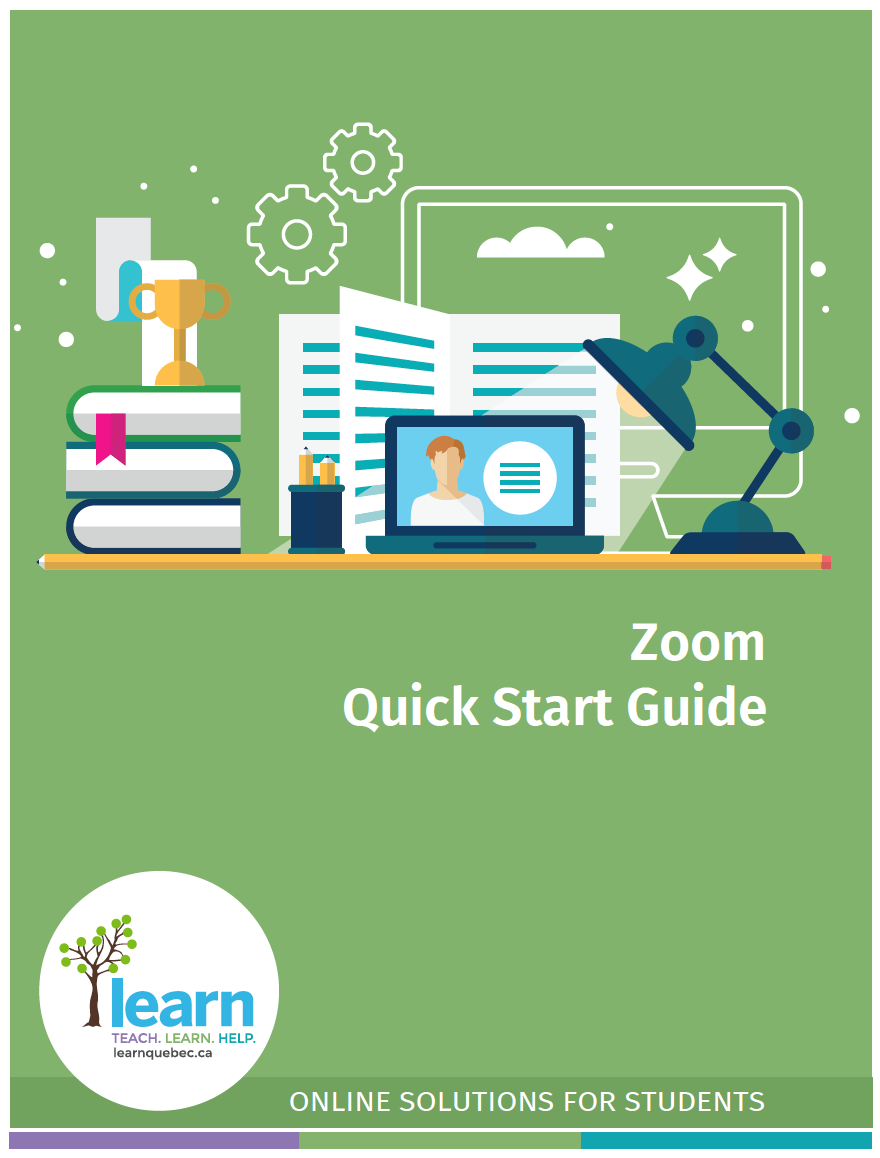 Zoom
Quick Start Guide
learn
TEACH. LEARN. HELP.
learnquebec.ca
ONLINE SOLUTIONS FOR STUDENTS